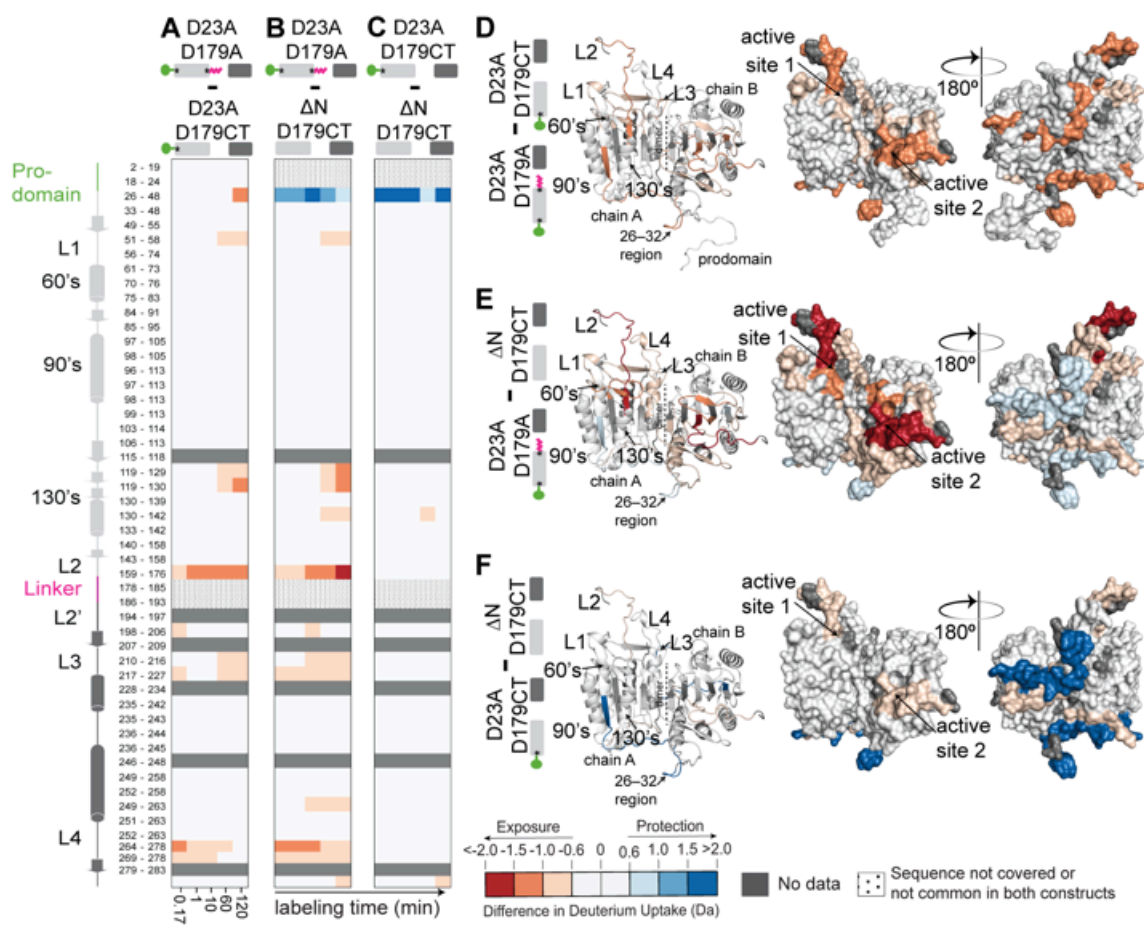 A D23A
D179A
D23A
D179CT
B D23A
D179A
ΔN
D179CT
C D23A
D179CT
ΔN
D179CT
Pro-
domain
L1
60's
90's
130's
L2
Linker
L2'
L3
L4
2 - 19
18 - 24
26 - 48
33 - 48
49 - 55
51 - 58
56 - 74
61 - 73
70 - 76
75 - 83
84 - 91
85 - 95
97 - 105
98 - 105
96 - 113
97 - 113
98 - 113
99 - 113
103 - 114
106 - 113
115 - 118
119 - 129
119 - 130
130 - 139
130 - 142
133 - 142
140 - 158
143 - 158
159 - 176
178 - 185
186 - 193
194 - 197
198 - 206
207 - 209
210 - 216
217 - 227
228 - 234
235 - 242
235 - 243
236 - 244
236 - 245
246 - 248
249 - 258
252 - 258
249 - 263
251 - 263
252 - 263
264 - 278
269 - 278
279 - 283
0.17
1
10
60
120
labeling time (min)
D
D23A
D179CT
D23A
D179A
L2
L4
L1
L3
chain B
60's
90's
130's
chain A
26–32
region
prodomain
active
site 1
180º
active
site 2
E
ΔN
D179CT
D23A
D179A
L2
L4
L1
L3
chain B
60's
90's
130's
chain A
26–32
region
active
site 1
180º
active
site 2
F
ΔN
D179CT
D23A
D179CT
L2
L4
L1
L3
chain B
60's
90's
130's
chain A
26–32
region
active
site 1
180º
active
site 2
Exposure
Protection
<-2.0 -1.5 -1.0 -0.6 0 0.6 1.0 1.5 >2.0
Difference in Deuterium Uptake (Da)
No data
Sequence not covered or
not common in both constructs